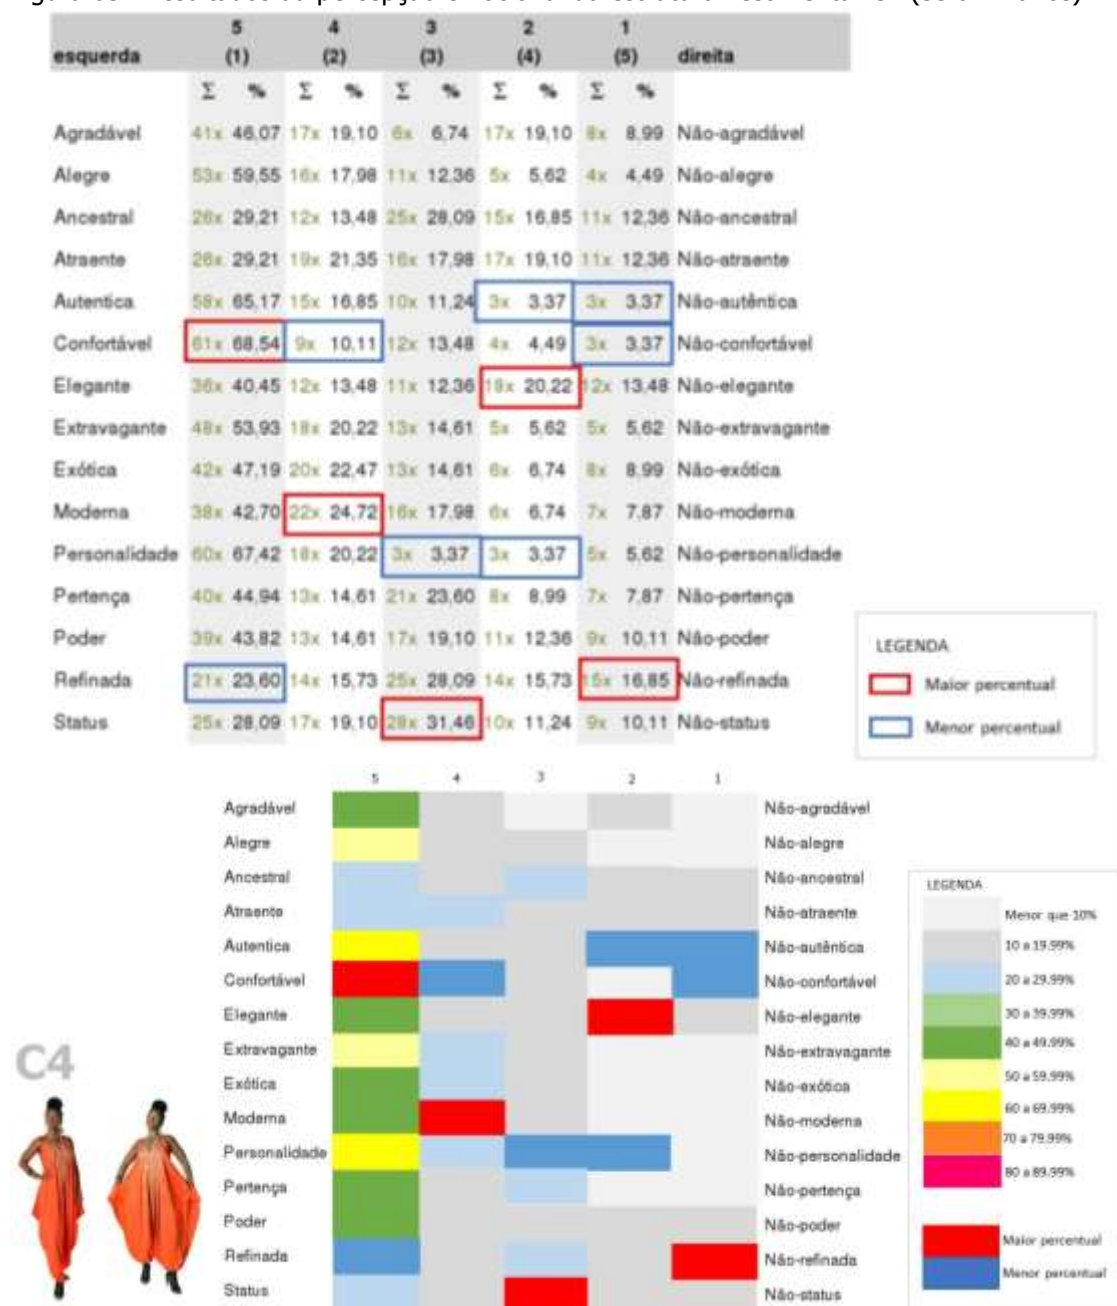 5 4 3 2 1
esquerda (1) (2) (3) (4) (5) direita
Σ % Σ % Σ % Σ % Σ %
Agradável 41x 46,07 17x 19,10 6x 6,74 17x 19,10 8x 8,99 Não-agradável
Alegre 53x 59,55 16x 17,98 11x 12,36 5x 5,62 4x 4,49 Não-alegre
Ancestral 26x 29,21 12x 13,48 25x 28,09 15x 16,85 11x 12,36 Não-ancestral
Atraente 26x 29,21 19x 21,35 16x 17,98 17x 19,10 11x 12,36 Não-atraente
Autentica 58x 65,17 15x 16,85 10x 11,24 3x 3,37 3x 3,37 Não-autêntica
Confortável 61x 68,54 9x 10,11 12x 13,48 4x 4,49 3x 3,37 Não-confortável
Elegante 36x 40,45 12x 13,48 11x 12,36 18x 20,22 12x 13,48 Não-elegante
Extravagante 48x 53,93 18x 20,22 13x 14,61 5x 5,62 5x 5,62 Não-extravagante
Exótica 42x 47,19 20x 22,47 13x 14,61 6x 6,74 8x 8,99 Não-exótica
Moderna 38x 42,70 22x 24,72 16x 17,98 6x 6,74 7x 7,87 Não-moderna
Personalidade 60x 67,42 18x 20,22 3x 3,37 3x 3,37 5x 5,62 Não-personalidade
Pertença 40x 44,94 13x 14,61 21x 23,60 8x 8,99 7x 7,87 Não-pertença
Poder 39x 43,82 13x 14,61 17x 19,10 11x 12,36 9x 10,11 Não-poder
Refinada 21x 23,60 14x 15,73 25x 28,09 14x 15,73 15x 16,85 Não-refinada
Status 25x 28,09 17x 19,10 28x 31,46 10x 11,24 9x 10,11 Não-status
LEGENDA
Maior percentual
Menor percentual
5 4 3 2 1
Agradável Não-agradável
Alegre Não-alegre
Ancestral Não-ancestral
Atraente Não-atraente
Autentica Não-autêntica
Confortável Não-confortável
Elegante Não-elegante
Extravagante Não-extravagante
Exótica Não-exótica
Moderna Não-moderna
Personalidade Não-personalidade
Pertença Não-pertença
Poder Não-poder
Refinada Não-refinada
Status Não-status
C4
LEGENDA
Menor que 10%
10 a 19.99%
20 a 29.99%
30 a 39.99%
40 a 49.99%
50 a 59.99%
60 a 69.99%
70 a 79.99%
80 a 89.99%
Maior percentual
Menor percentual